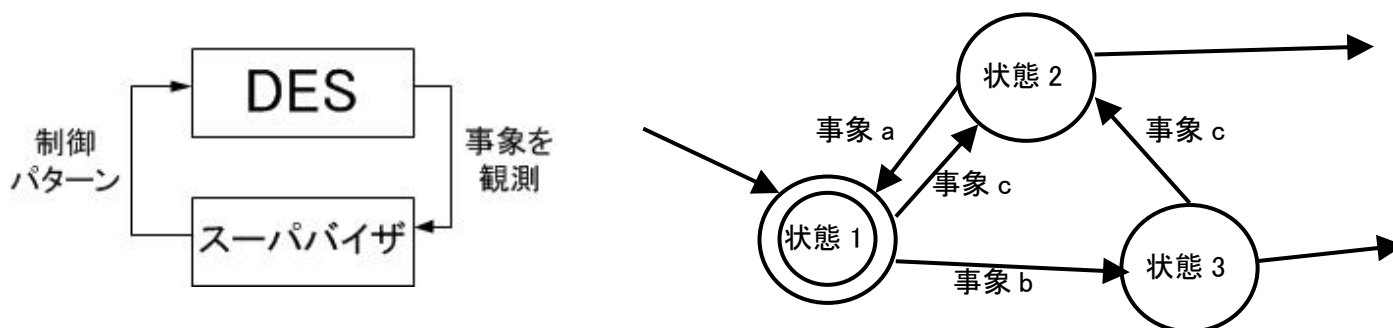 DES
制御
パターン
事象を
観測
スーパバイザ
状態 2
事象 a
事象 c
事象 c
状態 1
状態 3
事象 b